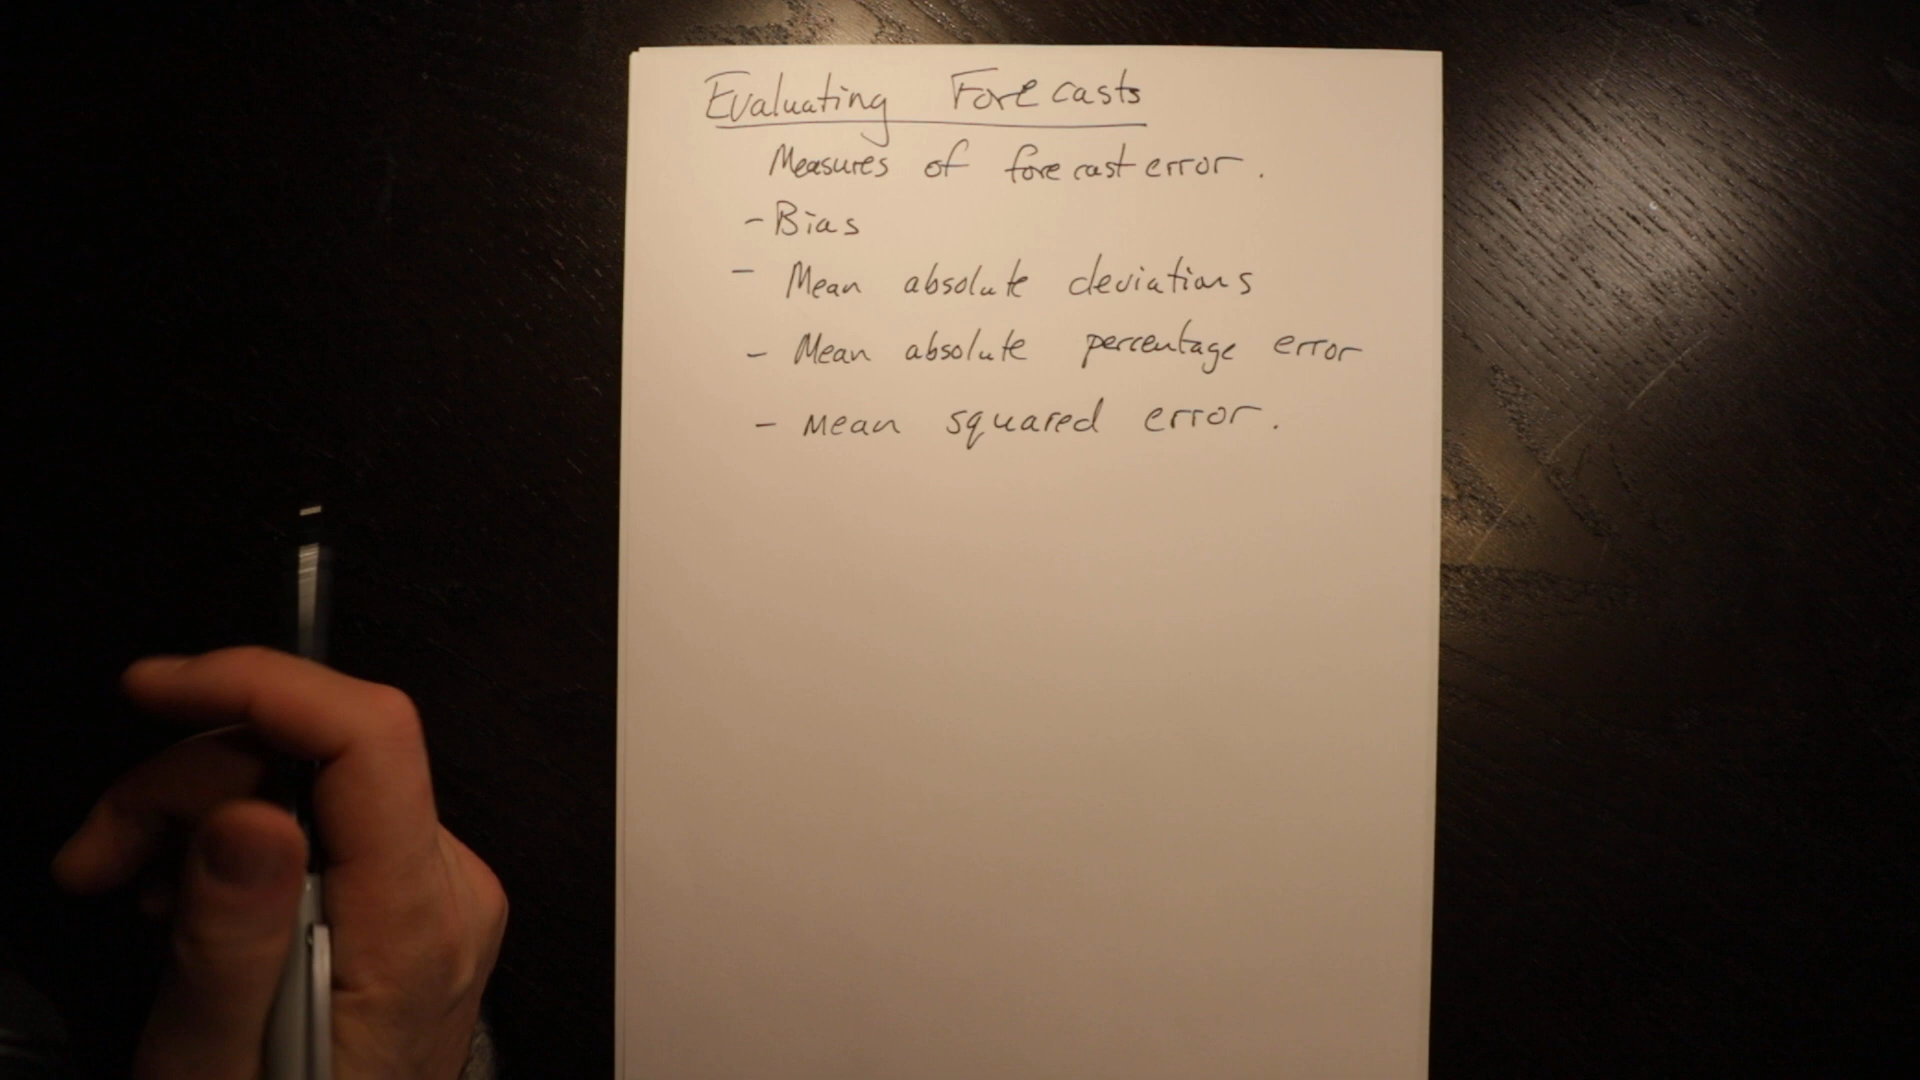 Evaluating Forecasts
Measures of forecast error.
- Bias
- Mean absolute deviations
- Mean absolute percentage error
- Mean squared error.